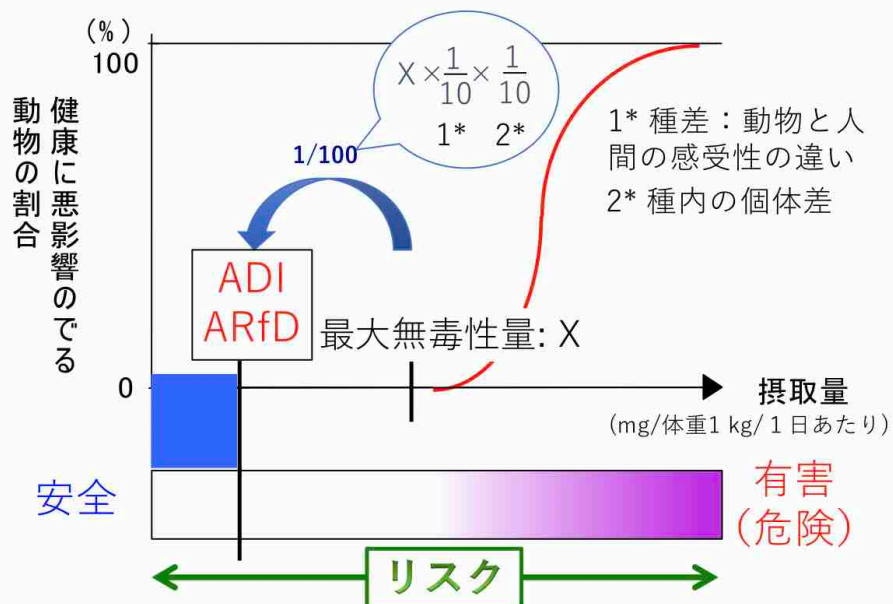 (%)
100
健康に悪影響のでる
動物の割合
X × 1/10 × 1/10
1* 2*
1/100
1* 種差：動物と人
間の感受性の違い
2* 種内の個体差
ADI
ARfD
最大無毒性量: X
0
摂取量
(mg/体重1 kg/ 1 日あたり)
安全
有害
(危険)
リスク